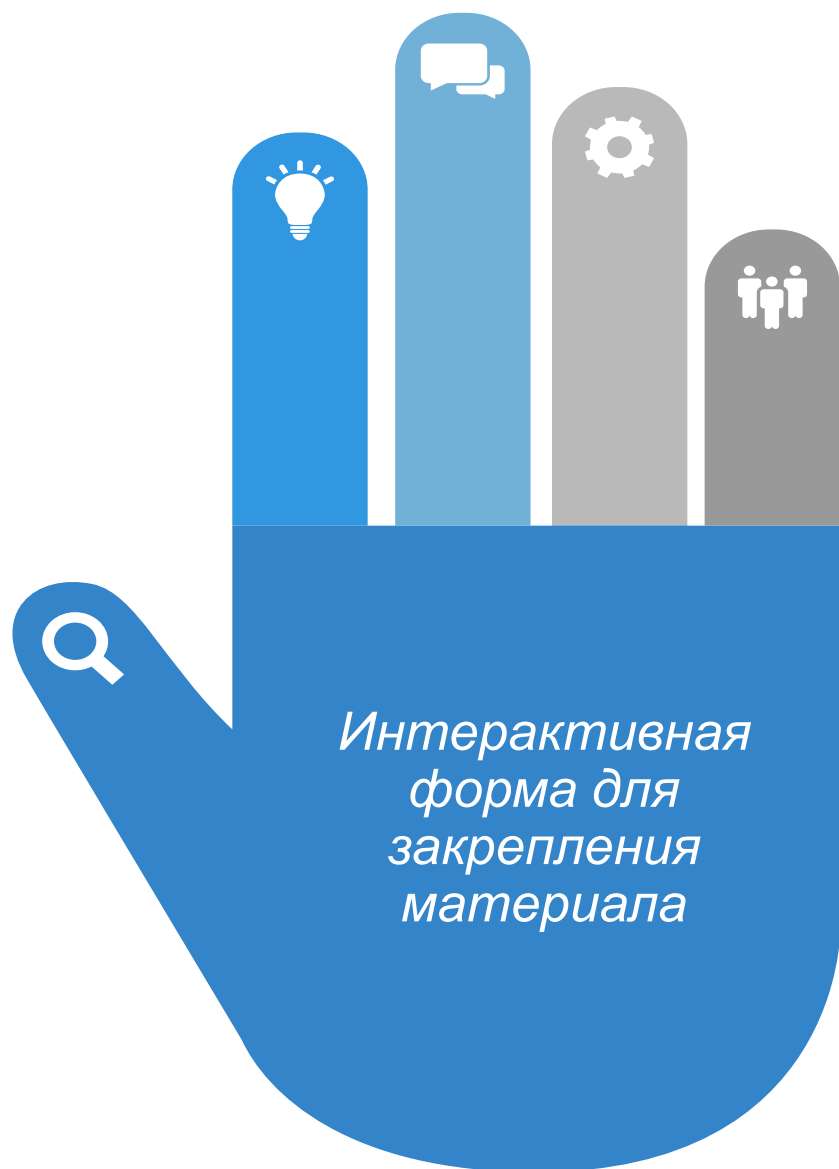 Интерактивная
форма для
закрепления
материала